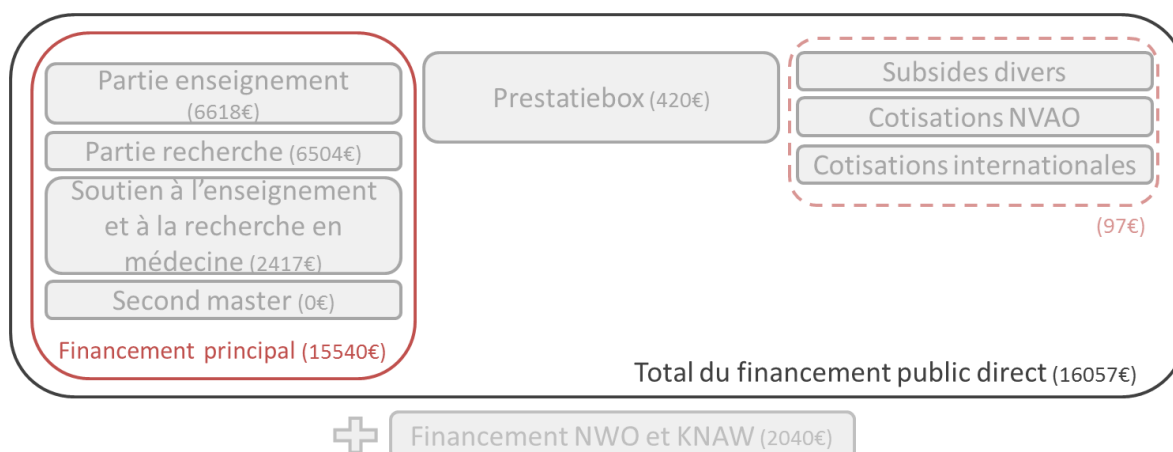 Partie enseignement
(6618€)
Partie recherche (6504€)
Soutien à l'enseignement
et à la recherche en
médecine (2417€)
Second master (0€)
Financement principal (15540€)
Prestatiebox (420€)
Subsides divers
Cotisations NVAO
Cotisations internationales
(97€)
Total du financement public direct (16057€)
Financement NWO et KNAW (2040€)